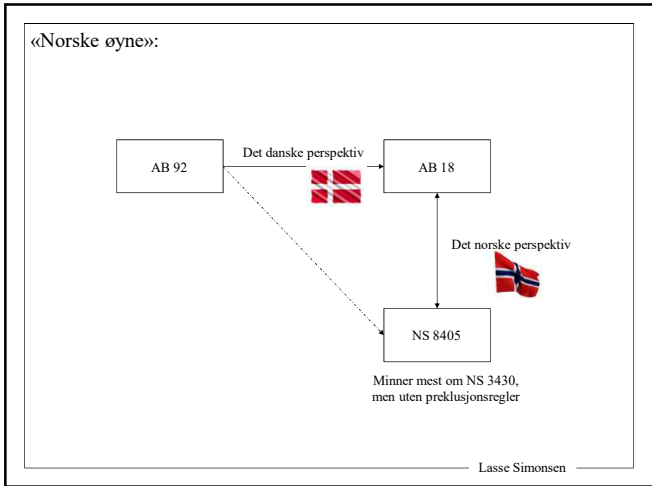 «Norske øyne»:
Det danske perspektiv
AB 92
AB 18
Det norske perspektiv
NS 8405
Minner mest om NS 3430,
men uten preklusjonsregler
Lasse Simonsen